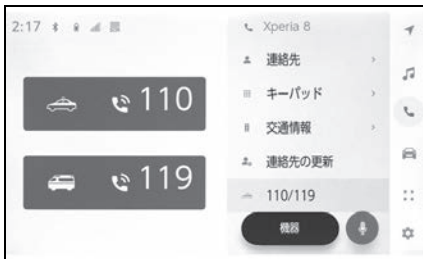 2:17
110
119
Xperia 8
連絡先
キーパッド
交通情報
連絡先の更新
110/119
機器